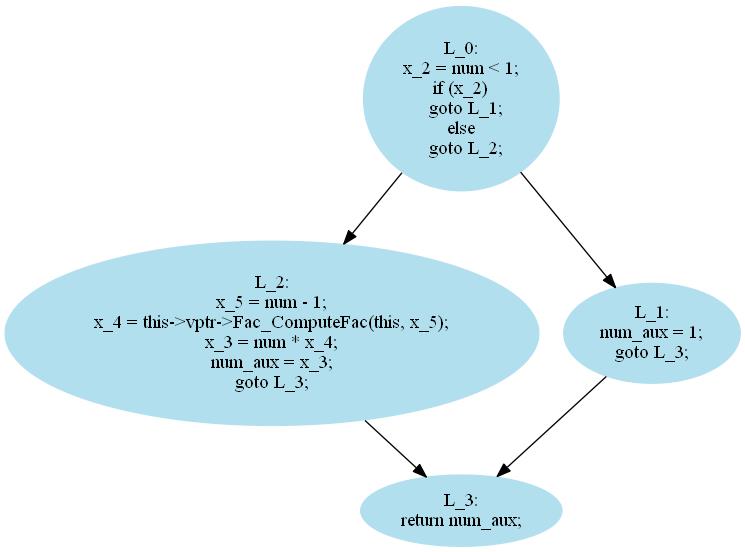 L_0:
x_2 = num < 1;
if (x_2)
goto L_1;
else
goto L_2;
L_2:
x_5 = num - 1;
x_4 = this->vptr->Fac_ComputeFac(this, x_5);
x_3 = num * x_4;
num_aux = x_3;
goto L_3;
L_1:
num_aux = 1;
goto L_3;
L_3:
return num_aux;